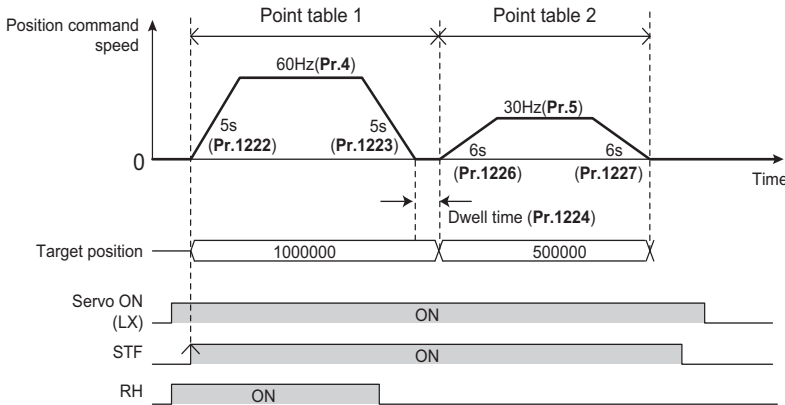 Point table 1
Point table 2
Position command
speed
60Hz(Pr.4)
30Hz(Pr.5)
5s
(Pr.1222)
5s
(Pr.1223)
6s
(Pr.1226)
6s
(Pr.1227)
0
Time
Dwell time (Pr.1224)
Target position
1000000
500000
Servo ON
(LX)
ON
STF
ON
RH
ON